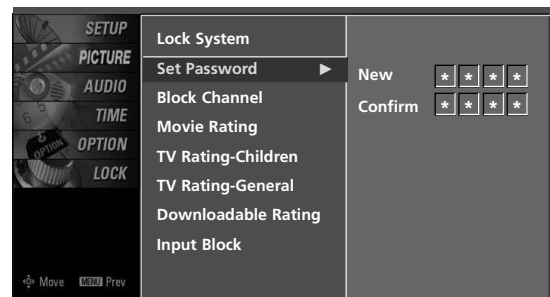 SETUP
PICTURE
AUDIO
TIME
OPTION
LOCK
Move MENU Prev
Lock System
Set Password ▶
Block Channel
Movie Rating
TV Rating-Children
TV Rating-General
Downloadable Rating
Input Block
New * * * *
Confirm * * * *